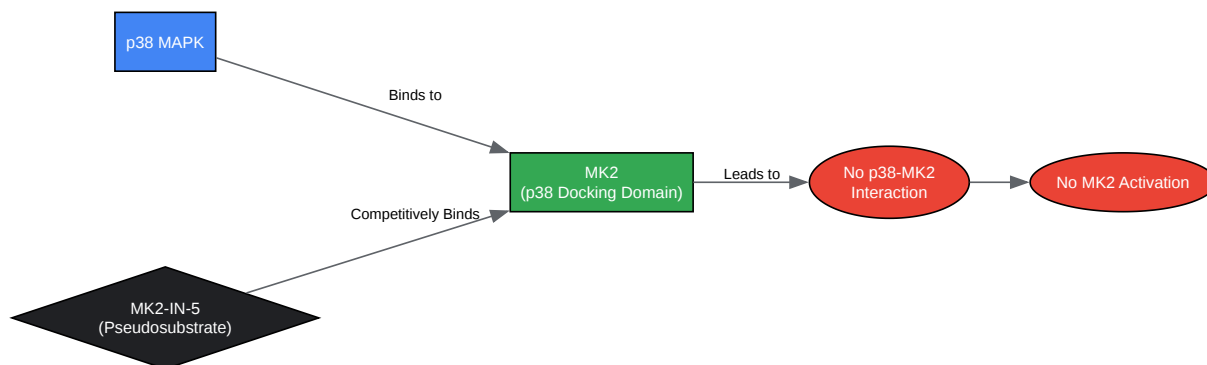 p38 MAPK
Binds to
MK2
(p38 Docking Domain)
Leads to
No p38-MK2
Interaction
No MK2 Activation
Competitively Binds
MK2-IN-5
(Pseudosubstrate)